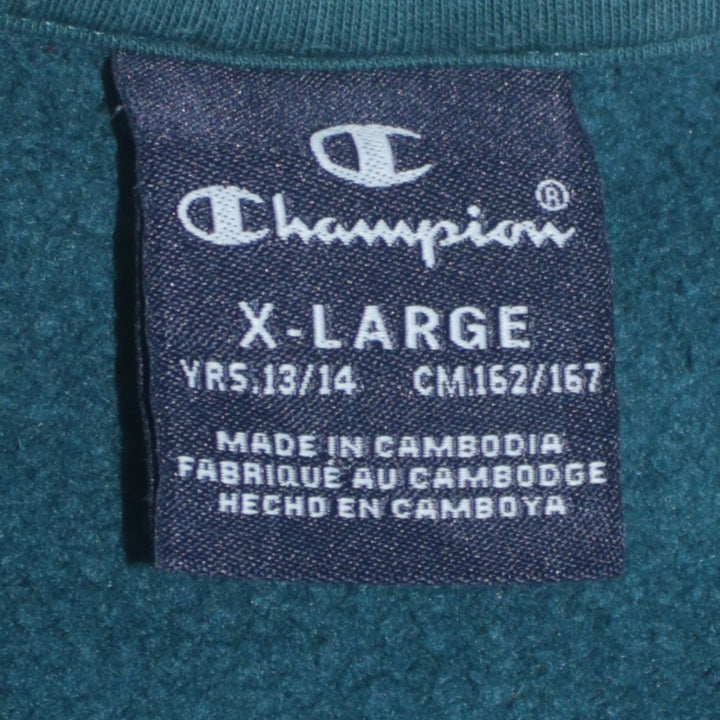 Champion®
X-LARGE
YRS.13/14 CM.162/167
MADE IN CAMBODIA
FABRIQUÉ AU CAMBODGE
HECHO EN CAMBOYA